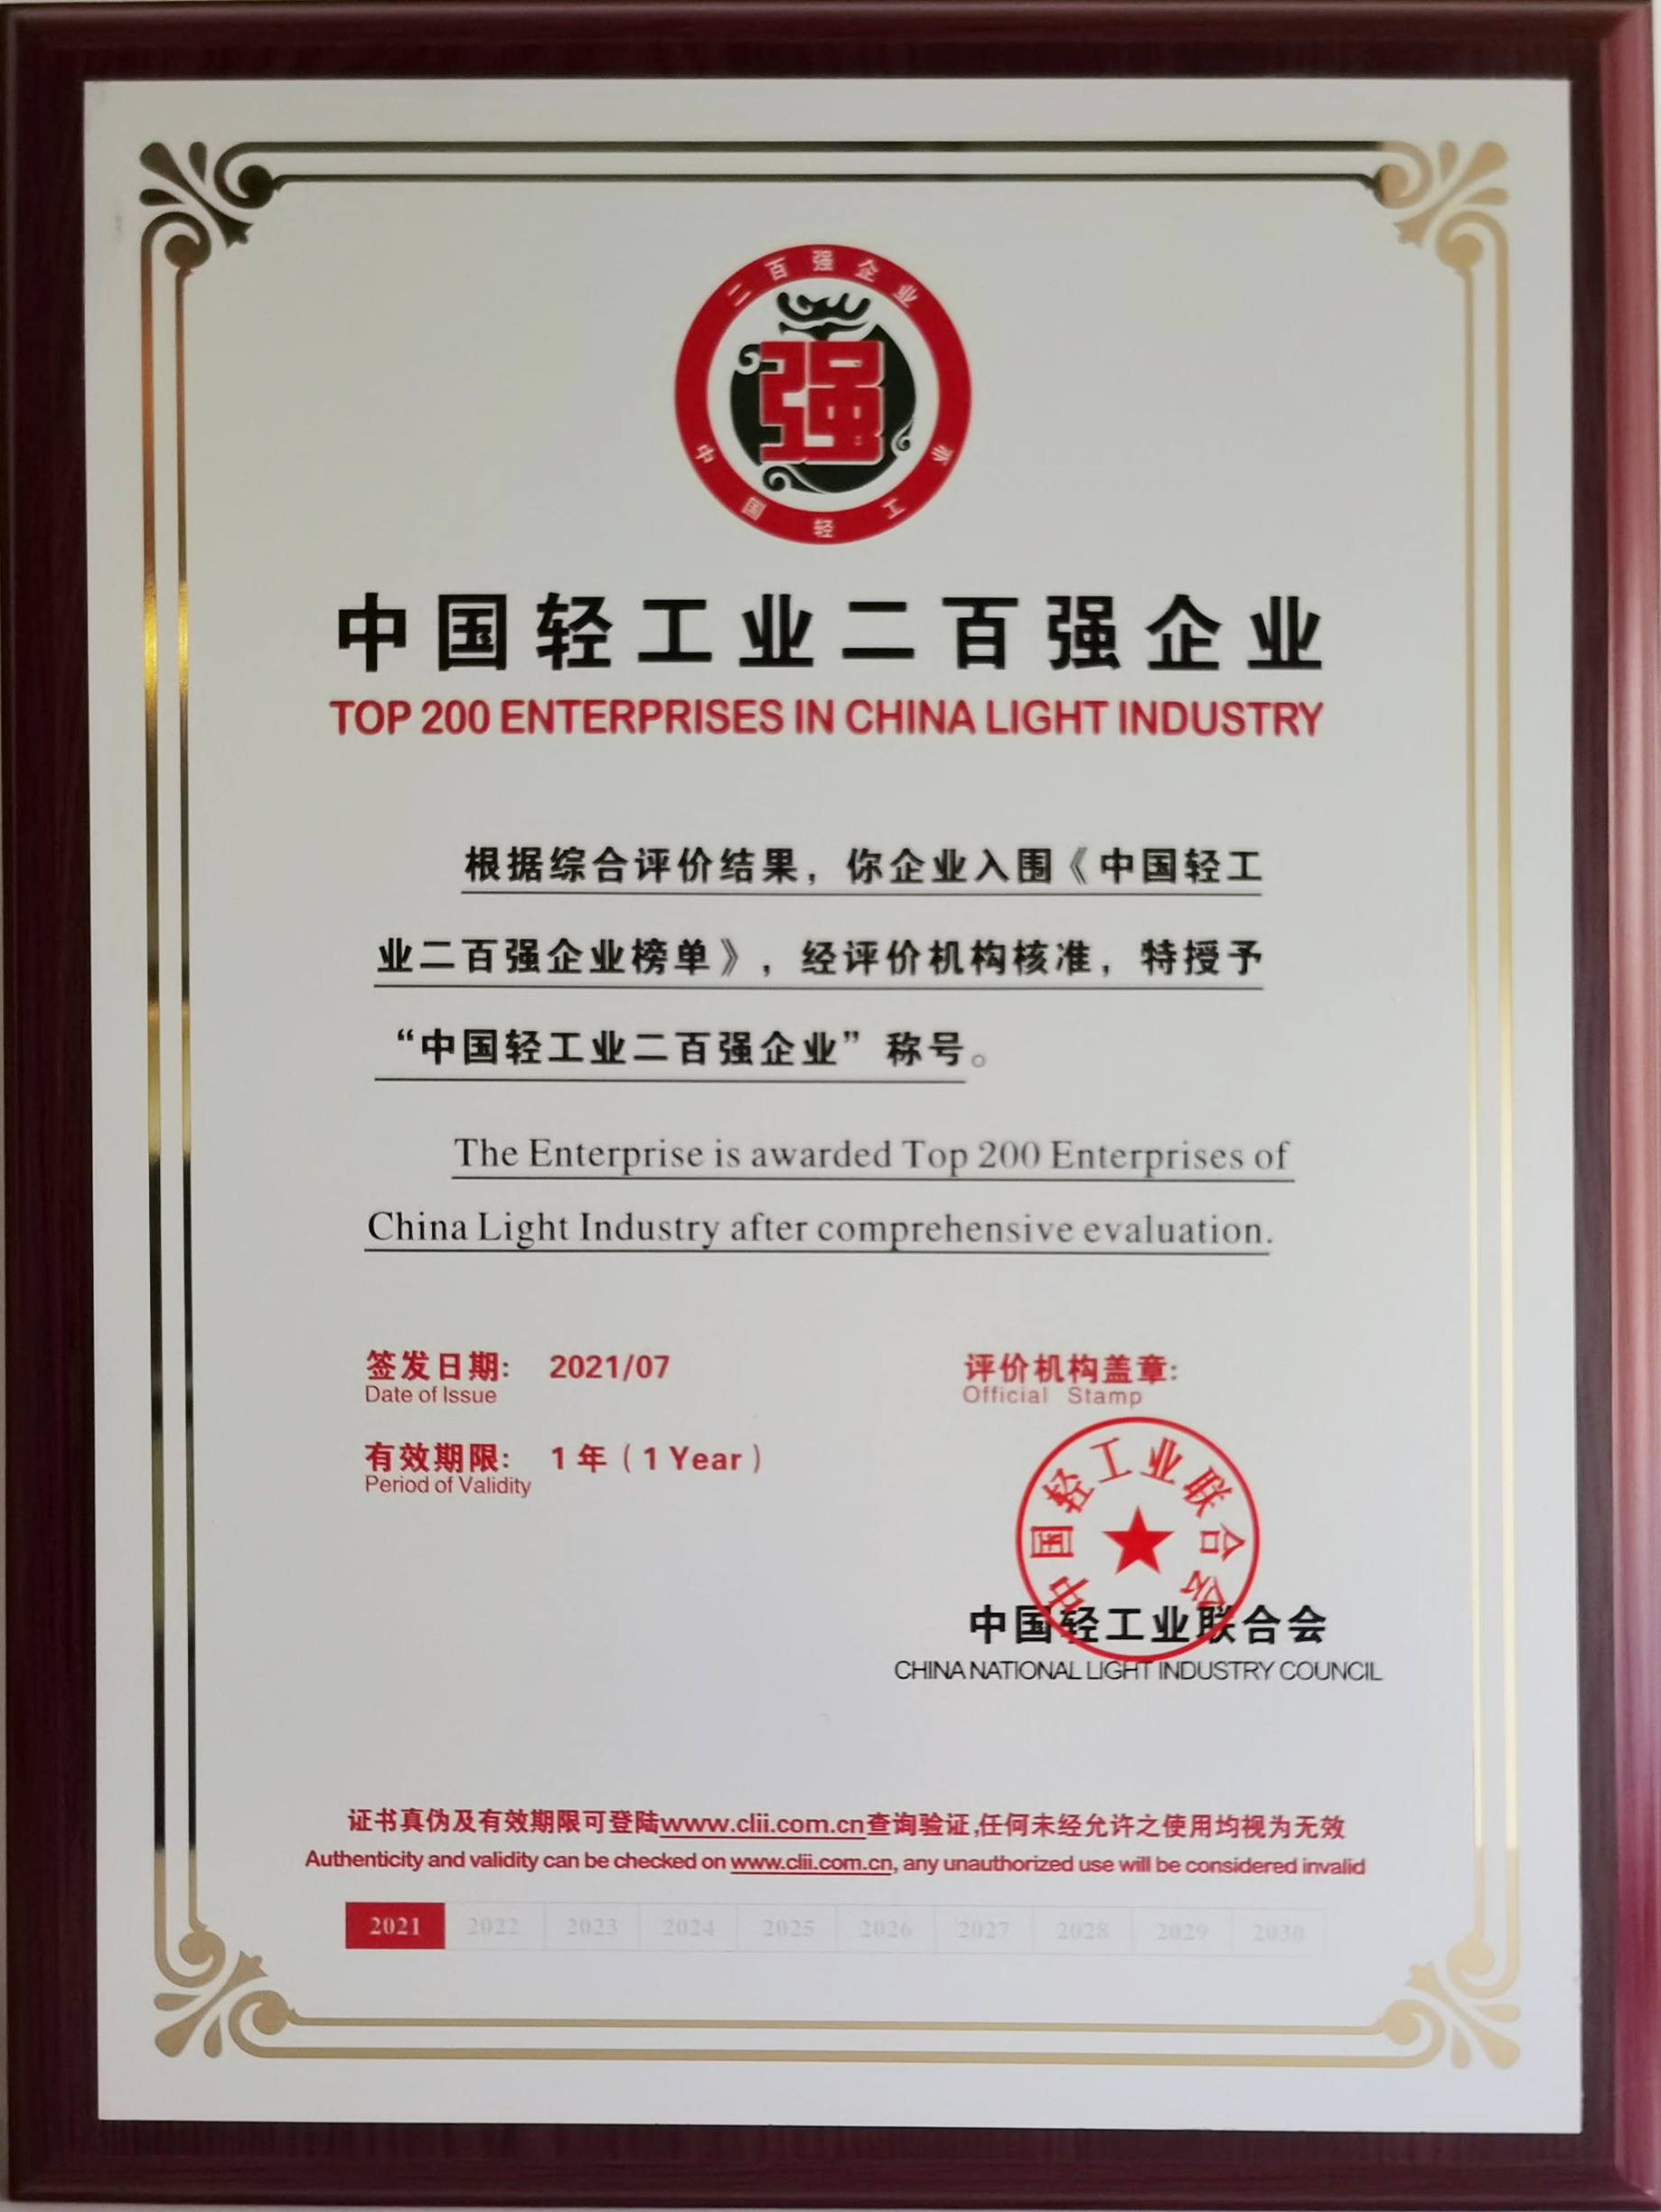 二百强企业
强
中国轻工业
中国轻工业二百强企业
TOP 200 ENTERPRISES IN CHINA LIGHT INDUSTRY
根据综合评价结果，你企业入围《中国轻工
业二百强企业榜单》，经评价机构核准，特授予
“中国轻工业二百强企业”称号。
The Enterprise is awarded Top 200 Enterprises of
China Light Industry after comprehensive evaluation.
签发日期： 2021/07
Date of Issue
有效期限： 1 年（1 Year）
Period of Validity
评价机构盖章：
Official Stamp
中国轻工业联合会
中国轻工业联合会
CHINA NATIONAL LIGHT INDUSTRY COUNCIL
证书真伪及有效期限可登陆www.clii.com.cn查询验证,任何未经允许之使用均视为无效
Authenticity and validity can be checked on www.clii.com.cn, any unauthorized use will be considered invalid
2021 2022 2023 2024 2025 2026 2027 2028 2029 2030